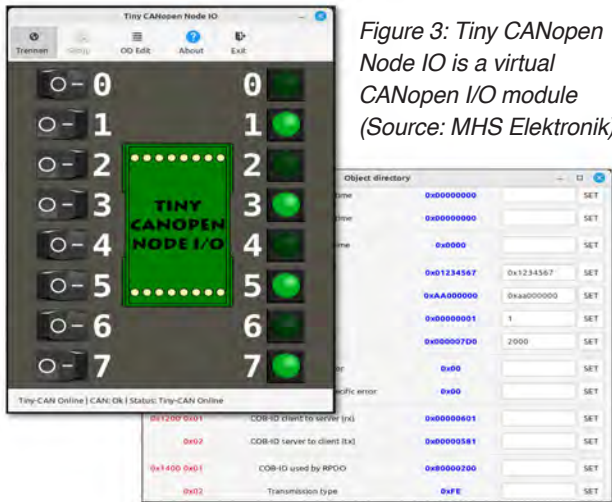 Tiny CANopen Node IO
Trennen Setup OD Edit About Exit
0 0
1 1
2 2
3 3
4 4
5 5
6 6
7 7
TINY
CANOPEN
NODE I/O
Tiny-CAN Online | CAN: Ok | Status: Tiny-CAN Online
Figure 3: Tiny CANopen
Node IO is a virtual
CANopen I/O module
(Source: MHS Elektronik)
Object directory
time 0x00000000 SET
time 0x00000000 SET
time 0x0000 SET
0x01234567 0x1234567 SET
0xAA000000 0xaa000000 SET
0x00000001 1 SET
0x000007D0 2000 SET
or 0x00 SET
ecific error 0x00 SET
0x1200 0x01 COB-ID client to server (rx) 0x00000601 SET
0x02 COB-ID server to client (tx) 0x00000581 SET
0x1400 0x01 COB-ID used by RPDO 0x80000200 SET
0x02 Transmission type 0xFE SET